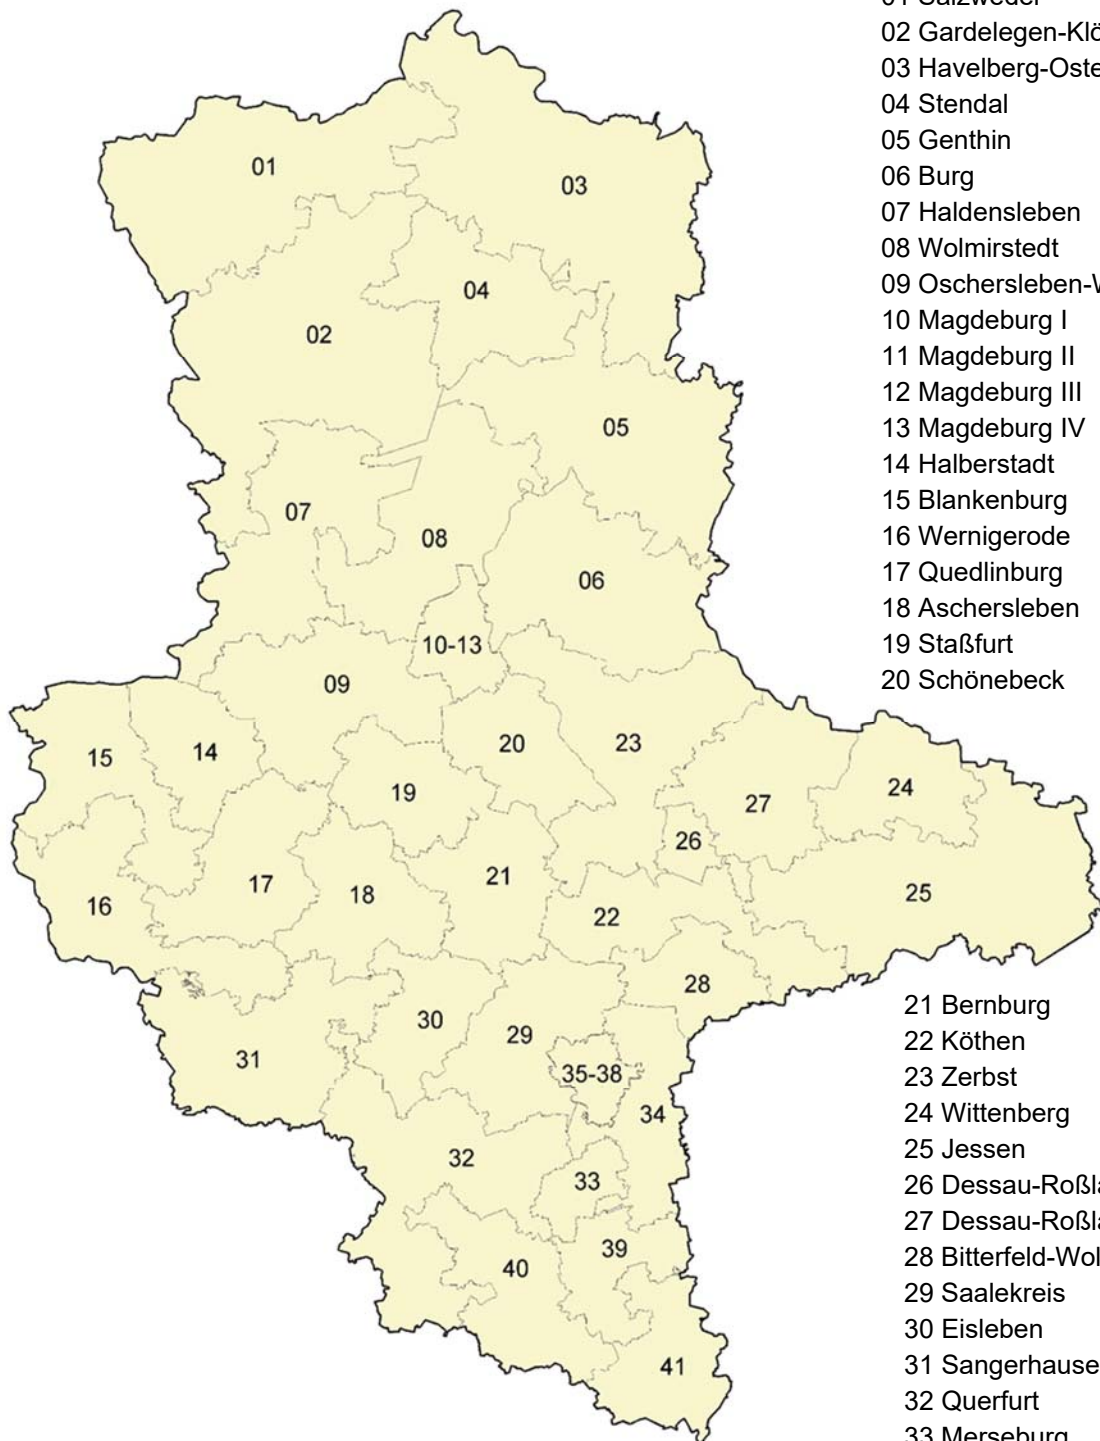 02 Gardelegen-Klö
03 Havelberg-Oste
04 Stendal
05 Genthin
06 Burg
07 Haldensleben
08 Wolmirstedt
09 Oschersleben-W
10 Magdeburg I
11 Magdeburg II
12 Magdeburg III
13 Magdeburg IV
14 Halberstadt
15 Blankenburg
16 Wernigerode
17 Quedlinburg
18 Aschersleben
19 Staßfurt
20 Schönebeck
01
03
04
02
05
07
08
06
10-13
09
15
14
20
23
24
19
27
26
17
18
21
25
16
22
28
30
29
31
35-38
34
32
33
39
40
41
21 Bernburg
22 Köthen
23 Zerbst
24 Wittenberg
25 Jessen
26 Dessau-Roßla
27 Dessau-Roßla
28 Bitterfeld-Wol
29 Saalekreis
30 Eisleben
31 Sangerhause
32 Querfurt
33 Merseburg